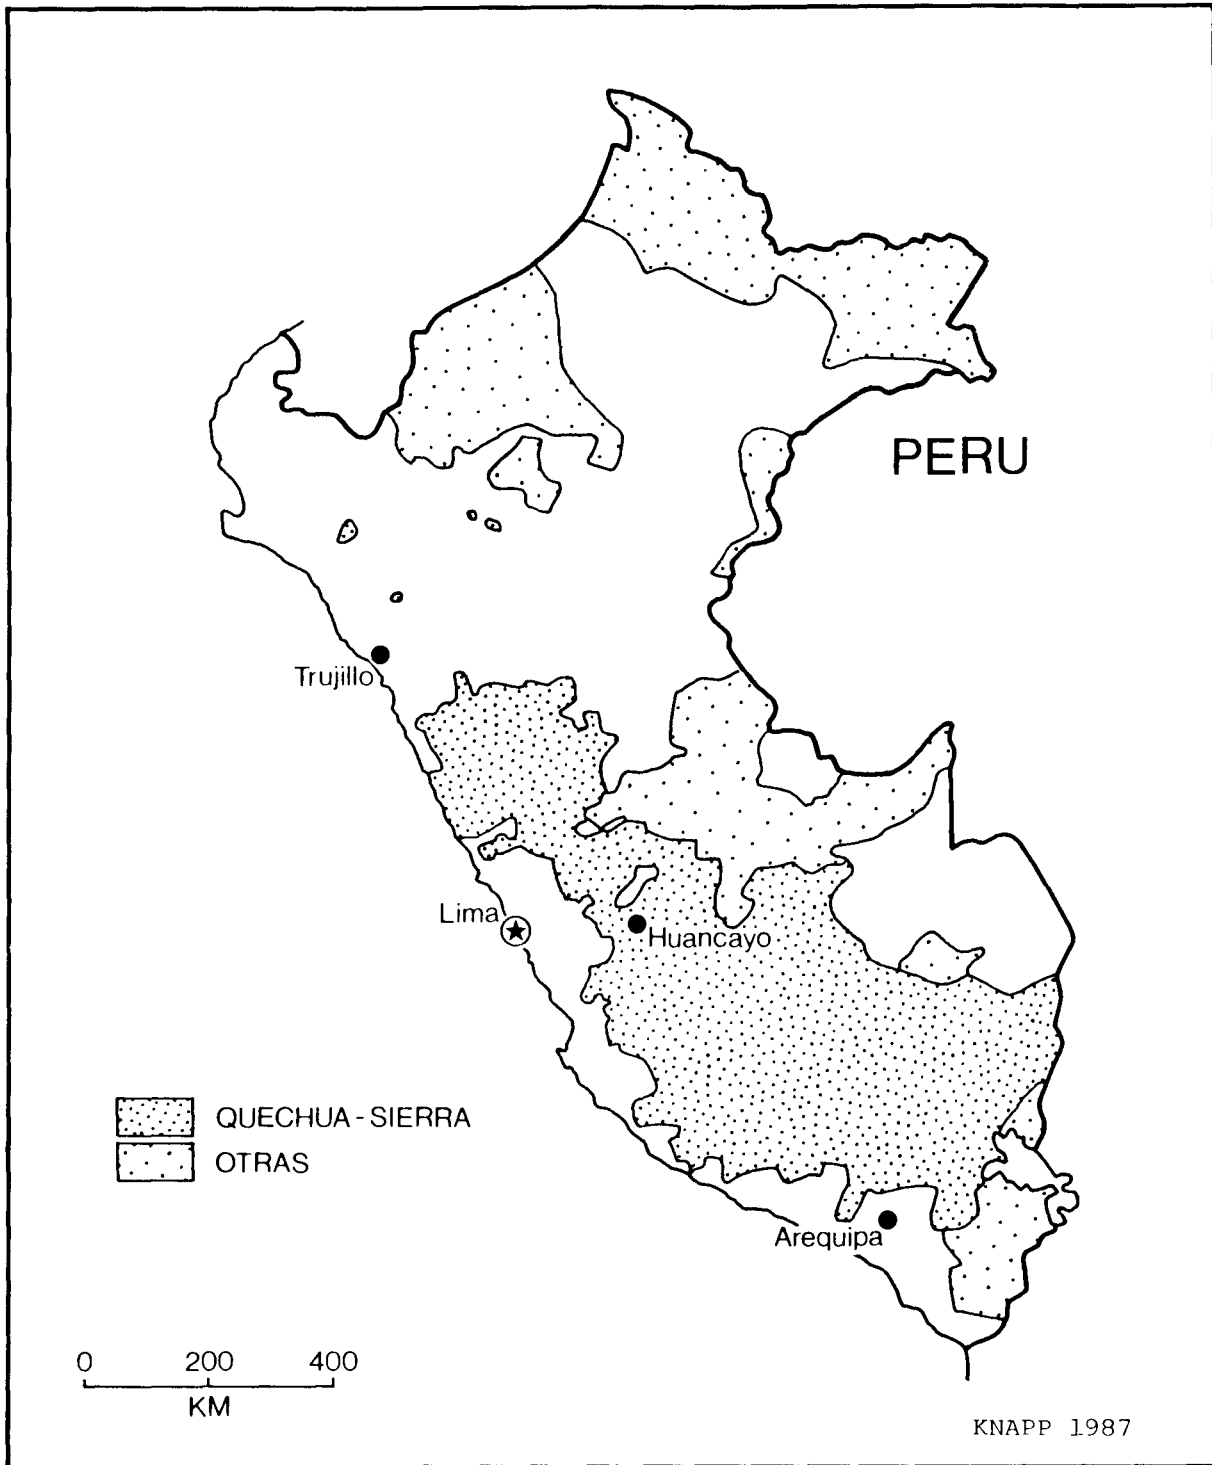 PERU
Trujillo
Lima
Huancayo
QUECHUA-SIERRA
OTRAS
Arequipa
0 200 400
KM
KNAPP 1987